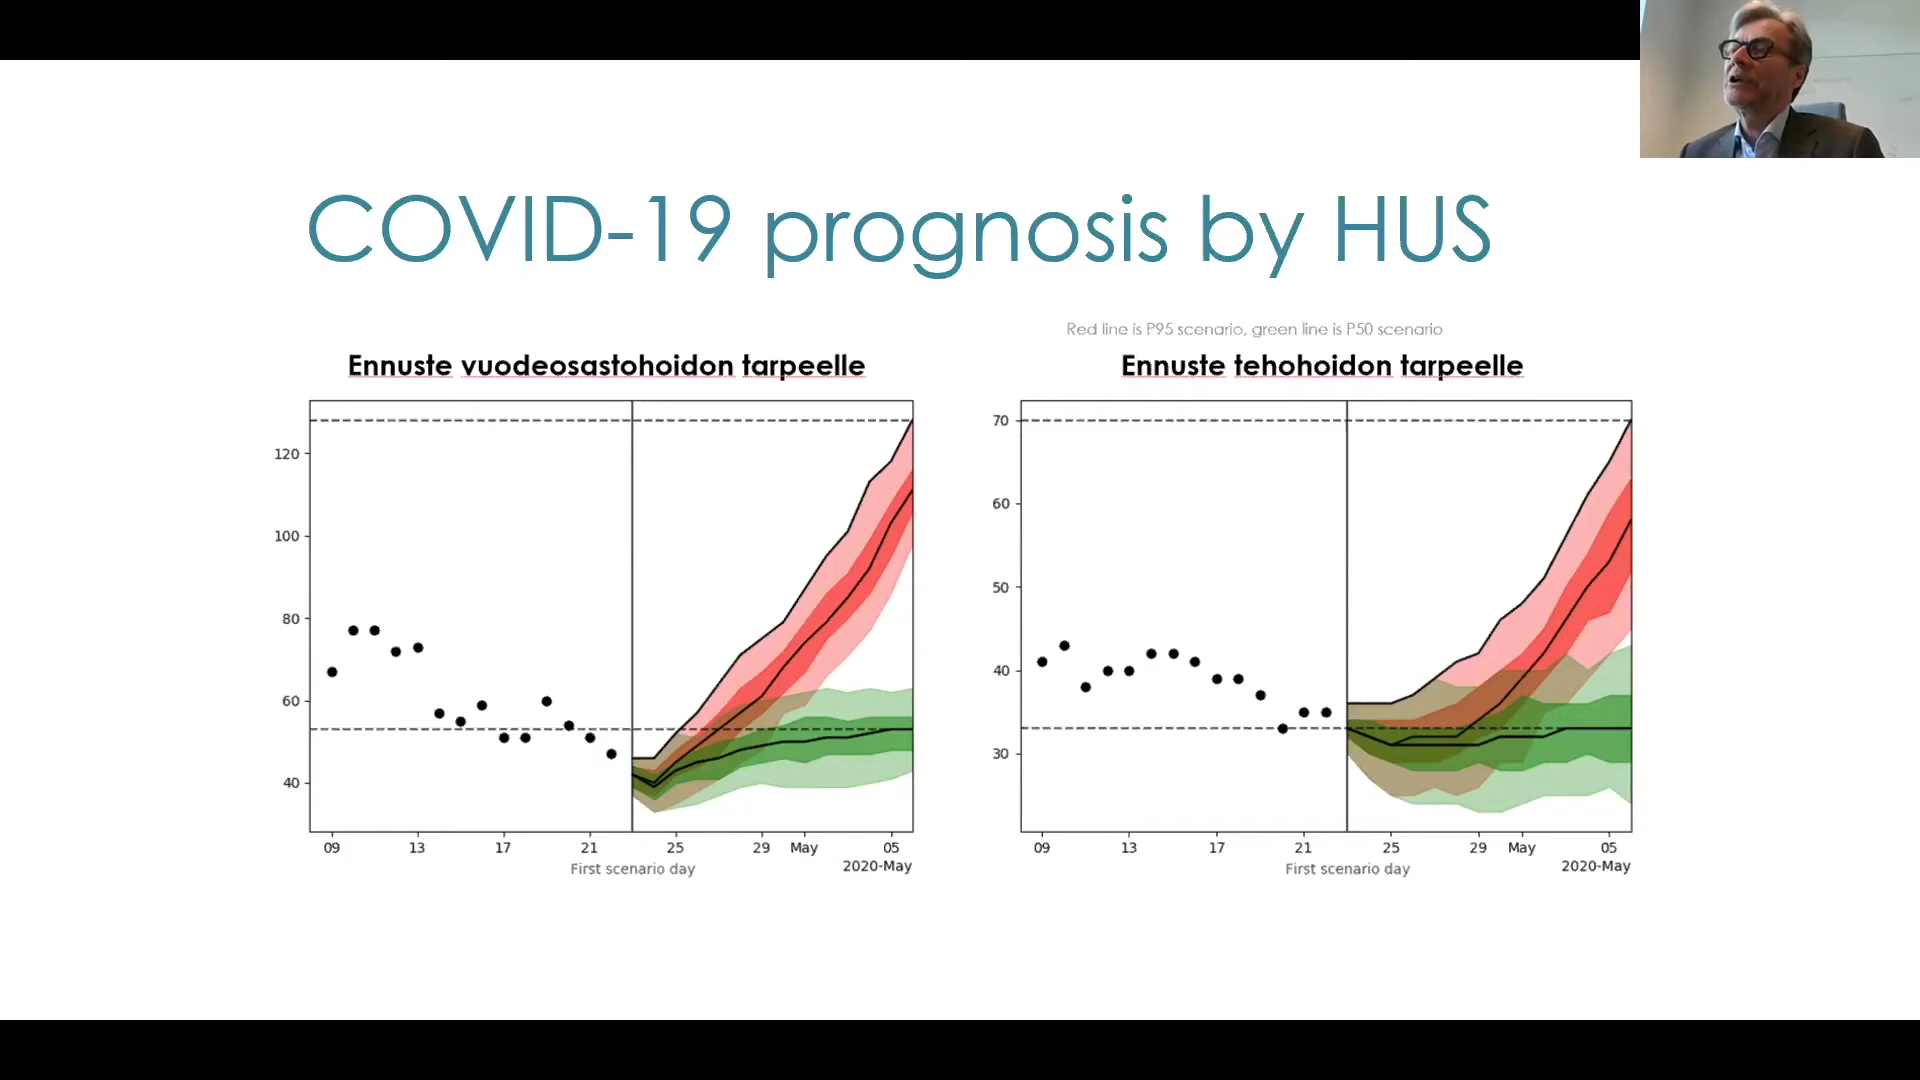 COVID-19 prognosis by HUS
Red line is P95 scenario, green line is P50 scenario
Ennuste vuodeosastohoidon tarpeelle
120
100
80
60
40
09 13 17 21 25 29 May 05
First scenario day
2020-May
Ennuste tehohoidon tarpeelle
70
60
50
40
30
09 13 17 21 25 29 May 05
First scenario day
2020-May